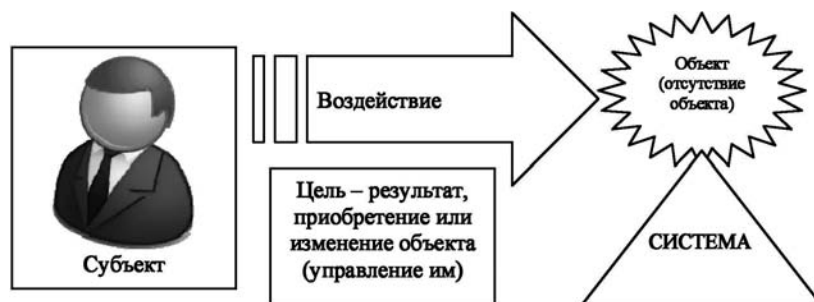 Субъект
Воздействие
Цель – результат,
приобретение или
изменение объекта
(управление им)
Объект
(отсутствие
объекта)
СИСТЕМА